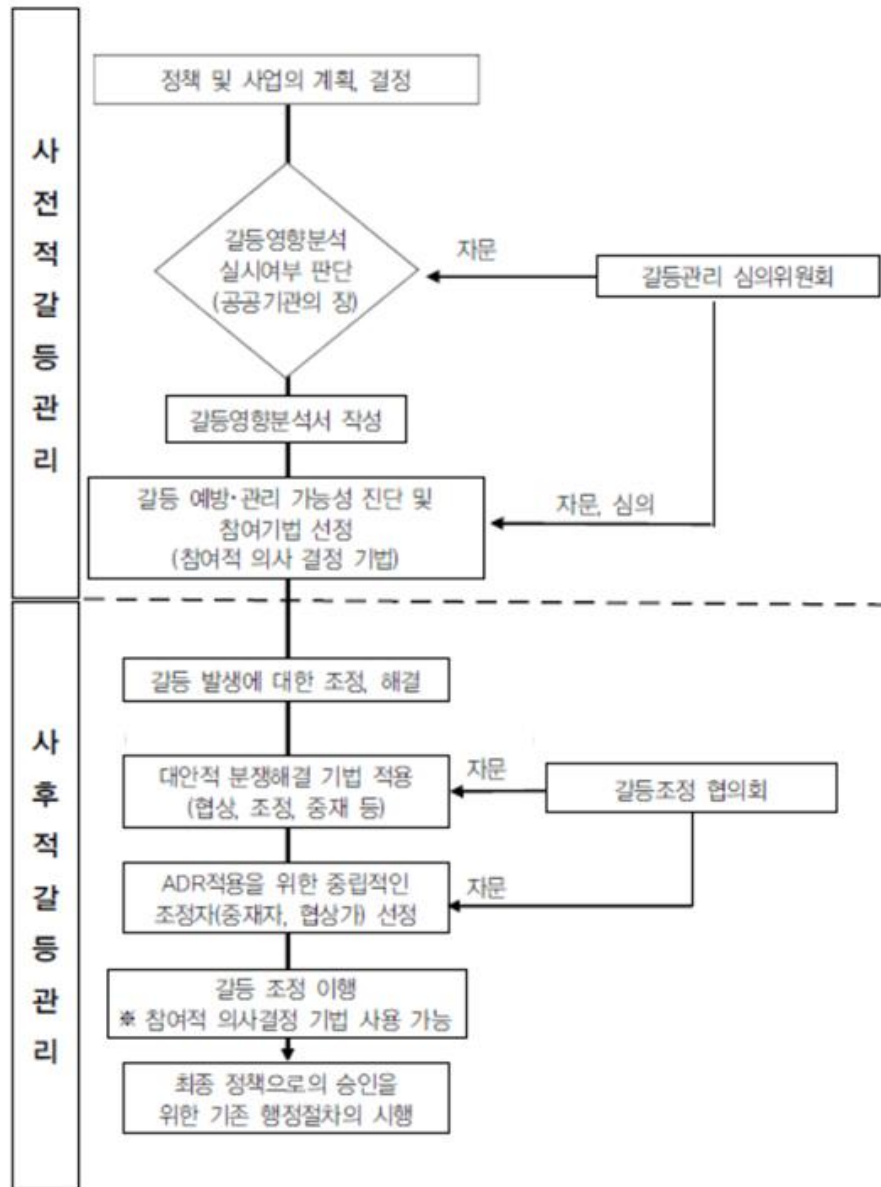 사전적갈등관리
정책 및 사업의 계획, 결정
갈등영향분석
실시여부 판단
(공공기관의 장)
자문
갈등관리 심의위원회
갈등영향분석서 작성
갈등 예방·관리 가능성 진단 및
참여기법 선정
(참여적 의사 결정 기법)
자문, 심의
사후적갈등관리
갈등 발생에 대한 조정, 해결
대안적 분쟁해결 기법 적용
(협상, 조정, 중재 등)
자문
갈등조정 협의회
ADR적용을 위한 중립적인
조정자(중재자, 협상가) 선정
자문
갈등 조정 이행
※ 참여적 의사결정 기법 사용 가능
최종 정책으로의 승인을
위한 기존 행정절차의 시행